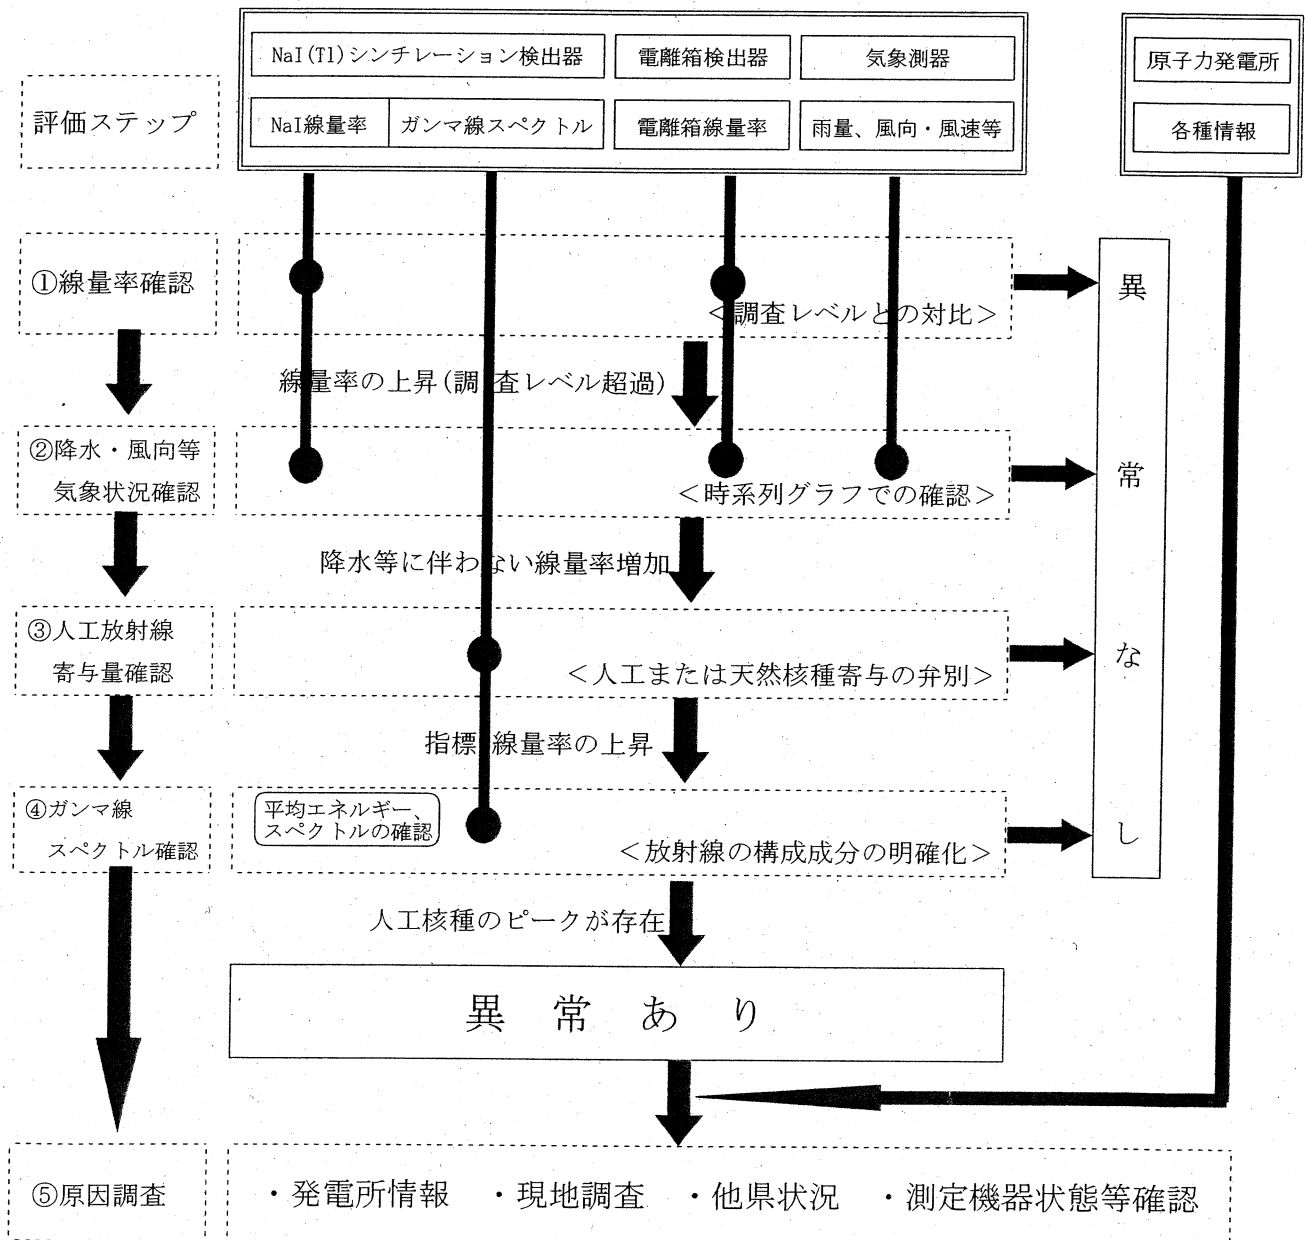 NaI(Tl)シンチレーション検出器
電離箱検出器
気象測器
原子力発電所
評価ステップ
NaI線量率
ガンマ線スペクトル
電離箱線量率
雨量、風向・風速等
各種情報
①線量率確認
<調査レベルとの対比>
線量率の上昇(調査レベル超過)
②降水・風向等
気象状況確認
<時系列グラフでの確認>
降水等に伴わない線量率増加
③人工放射線
寄与量確認
<人工または天然核種寄与の弁別>
指標線量率の上昇
④ガンマ線
スペクトル確認
平均エネルギー、
スペクトルの確認
<放射線の構成成分の明確化>
異常なし
人工核種のピークが存在
異常あり
⑤原因調査
・発電所情報 ・現地調査 ・他県状況 ・測定機器状態等確認